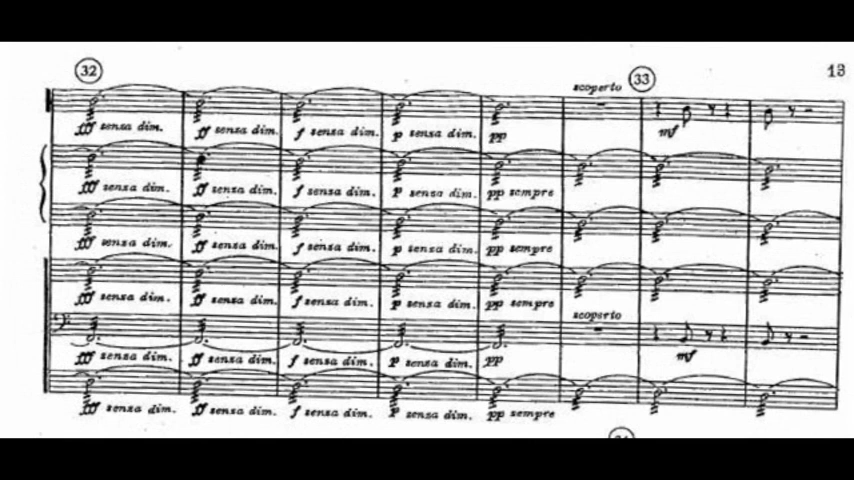 32 33 13
scoperto
fff senza dim. ff senza dim. f senza dim. p senza dim. pp mf
fff senza dim. ff senza dim. f senza dim. p senza dim. pp sempre
fff senza dim. ff senza dim. f senza dim. p senza dim. pp sempre
fff senza dim. ff senza dim. f senza dim. p senza dim. pp sempre
scoperto
fff senza dim. ff senza dim. f senza dim. p senza dim. pp mf
fff senza dim. ff senza dim. f senza dim. p senza dim. pp sempre